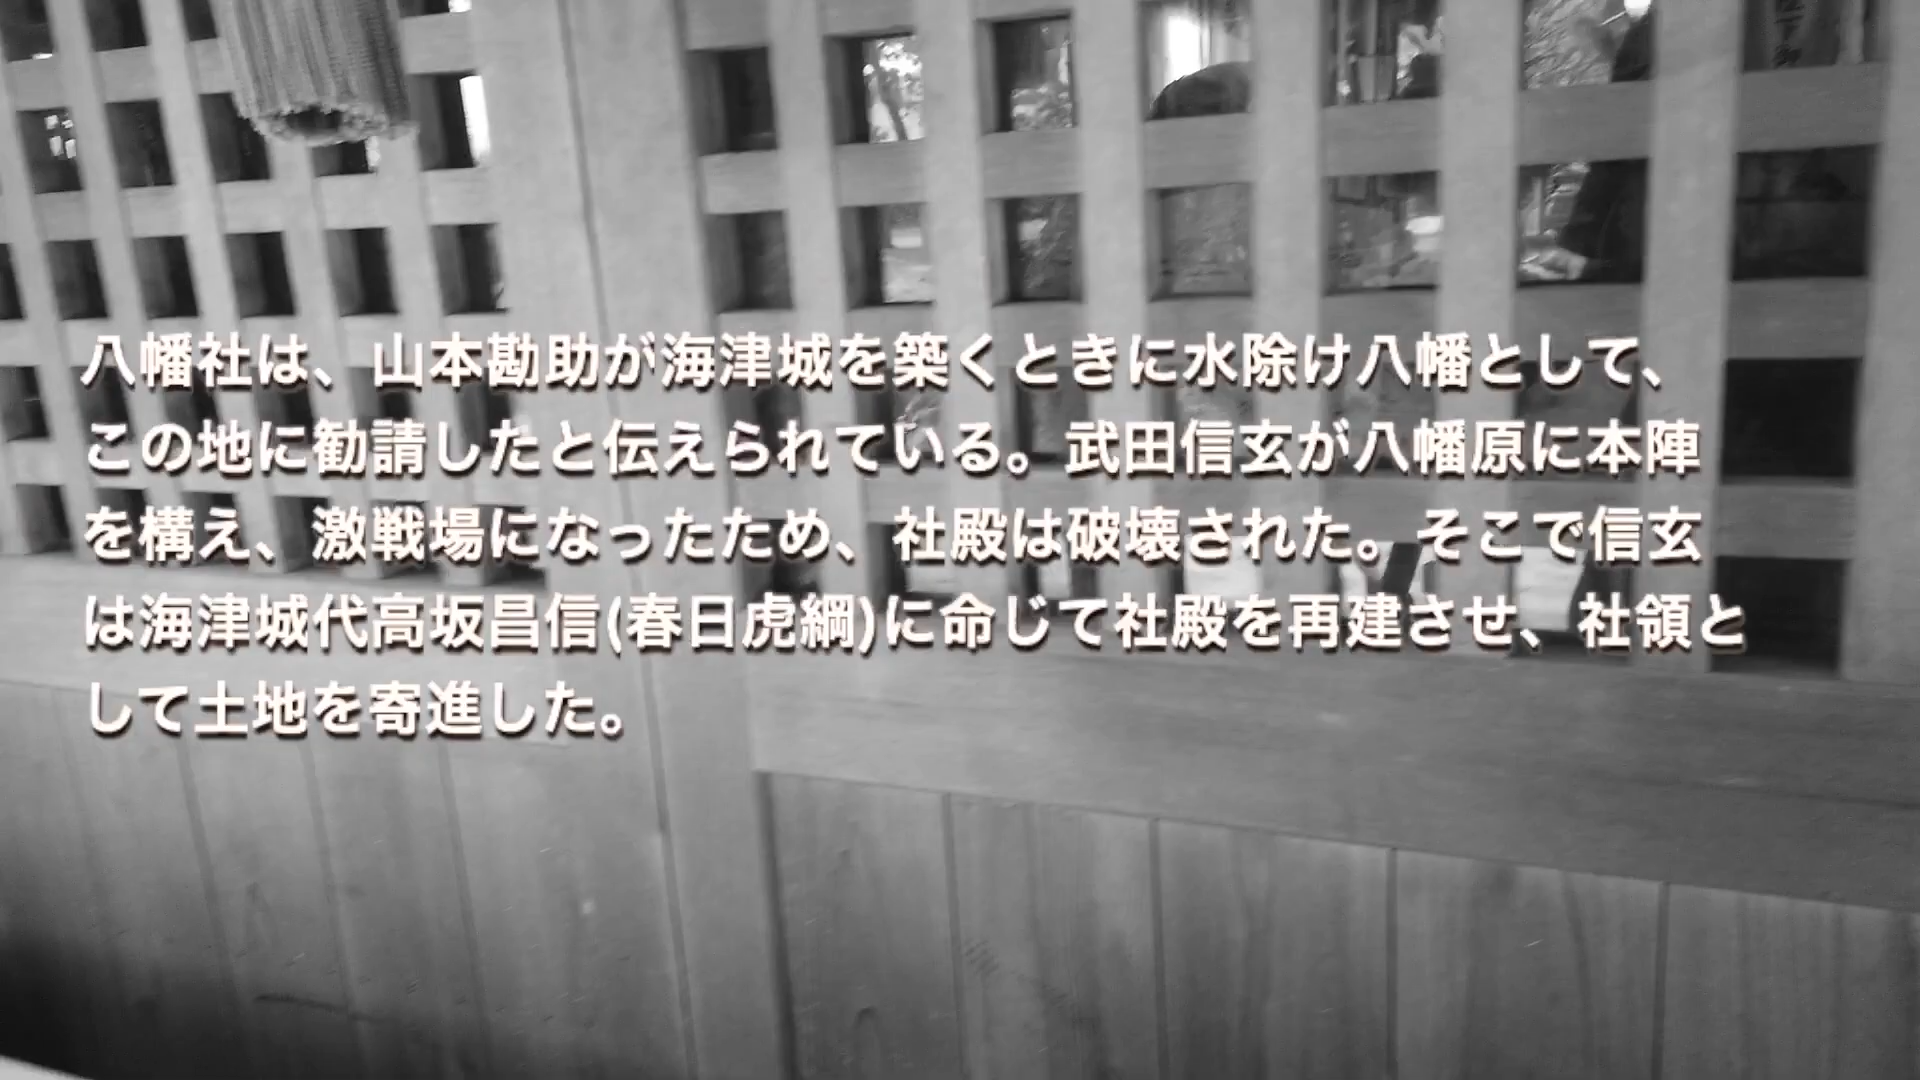 八幡社は、山本勘助が海津城を築くときに水除け八幡として、
この地に勧請したと伝えられている。武田信玄が八幡原に本陣
を構え、激戦場になったため、社殿は破壊された。そこで信玄
は海津城代高坂昌信(春日虎綱)に命じて社殿を再建させ、社領と
して土地を寄進した。